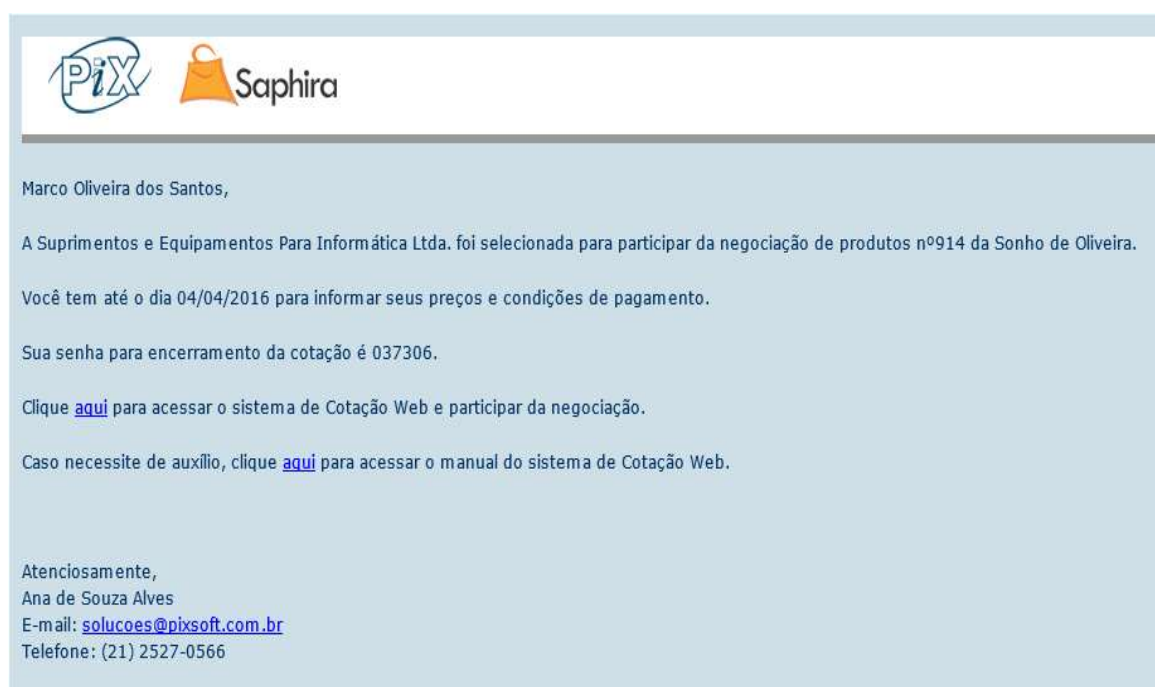 PiX Saphira
Marco Oliveira dos Santos,
A Suprimentos e Equipamentos Para Informática Ltda. foi selecionada para participar da negociação de produtos nº914 da Sonho de Oliveira.
Você tem até o dia 04/04/2016 para informar seus preços e condições de pagamento.
Sua senha para encerramento da cotação é 037306.
Clique aqui para acessar o sistema de Cotação Web e participar da negociação.
Caso necessite de auxílio, clique aqui para acessar o manual do sistema de Cotação Web.
Atenciosamente,
Ana de Souza Alves
E-mail: solucoes@pixsoft.com.br
Telefone: (21) 2527-0566